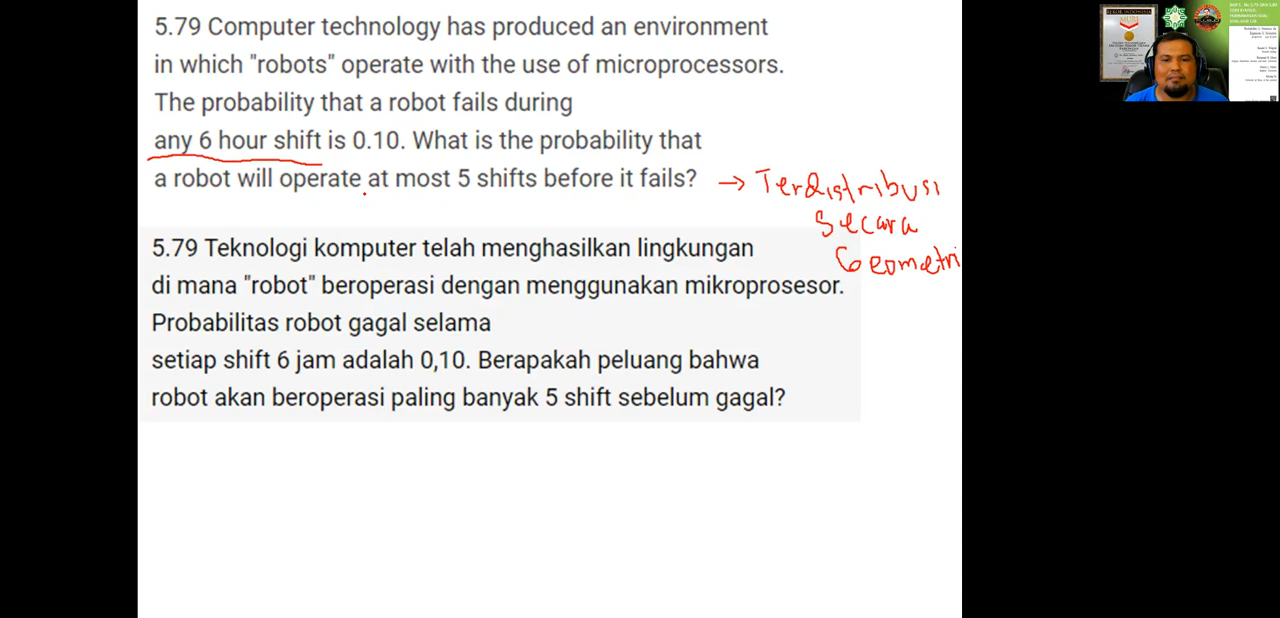 5.79 Computer technology has produced an environment
in which "robots" operate with the use of microprocessors.
The probability that a robot fails during
any 6 hour shift is 0.10. What is the probability that
a robot will operate at most 5 shifts before it fails?
→ Terdistribusi
Secara
Geometri
5.79 Teknologi komputer telah menghasilkan lingkungan
di mana "robot" beroperasi dengan menggunakan mikroprosesor.
Probabilitas robot gagal selama
setiap shift 6 jam adalah 0,10. Berapakah peluang bahwa
robot akan beroperasi paling banyak 5 shift sebelum gagal?
MURI